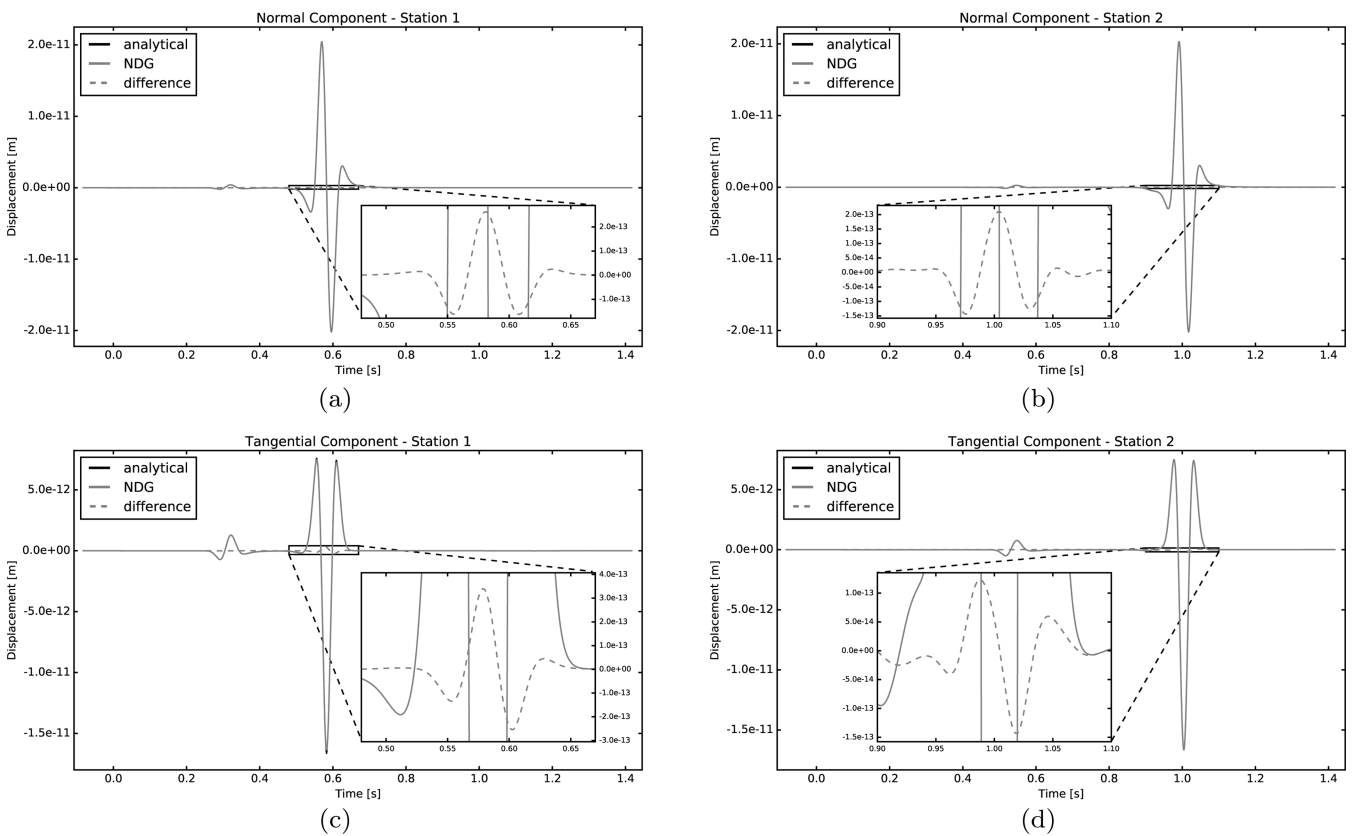 Normal Component - Station 1
2.0e-11
1.0e-11
0.0e+00
-1.0e-11
-2.0e-11
Displacement [m]
analytical
NDG
difference
2.0e-13
1.0e-13
0.0e+00
-1.0e-13
0.50 0.55 0.60 0.65
0.0 0.2 0.4 0.6 0.8 1.0 1.2 1.4
Time [s]
(a)
Normal Component - Station 2
2.0e-11
1.0e-11
0.0e+00
-1.0e-11
-2.0e-11
Displacement [m]
analytical
NDG
difference
2.0e-13
1.5e-13
1.0e-13
5.0e-14
0.0e+00
-5.0e-14
-1.0e-13
-1.5e-13
0.90 0.95 1.00 1.05 1.10
0.0 0.2 0.4 0.6 0.8 1.0 1.2 1.4
Time [s]
(b)
Tangential Component - Station 1
5.0e-12
0.0e+00
-5.0e-12
-1.0e-11
-1.5e-11
Displacement [m]
analytical
NDG
difference
4.0e-13
3.0e-13
2.0e-13
1.0e-13
0.0e+00
-1.0e-13
-2.0e-13
-3.0e-13
0.50 0.55 0.60 0.65
0.0 0.2 0.4 0.6 0.8 1.0 1.2 1.4
Time [s]
(c)
Tangential Component - Station 2
5.0e-12
0.0e+00
-5.0e-12
-1.0e-11
-1.5e-11
Displacement [m]
analytical
NDG
difference
1.0e-13
5.0e-14
0.0e+00
-5.0e-14
-1.0e-13
-1.5e-13
0.90 0.95 1.00 1.05 1.10
0.0 0.2 0.4 0.6 0.8 1.0 1.2 1.4
Time [s]
(d)